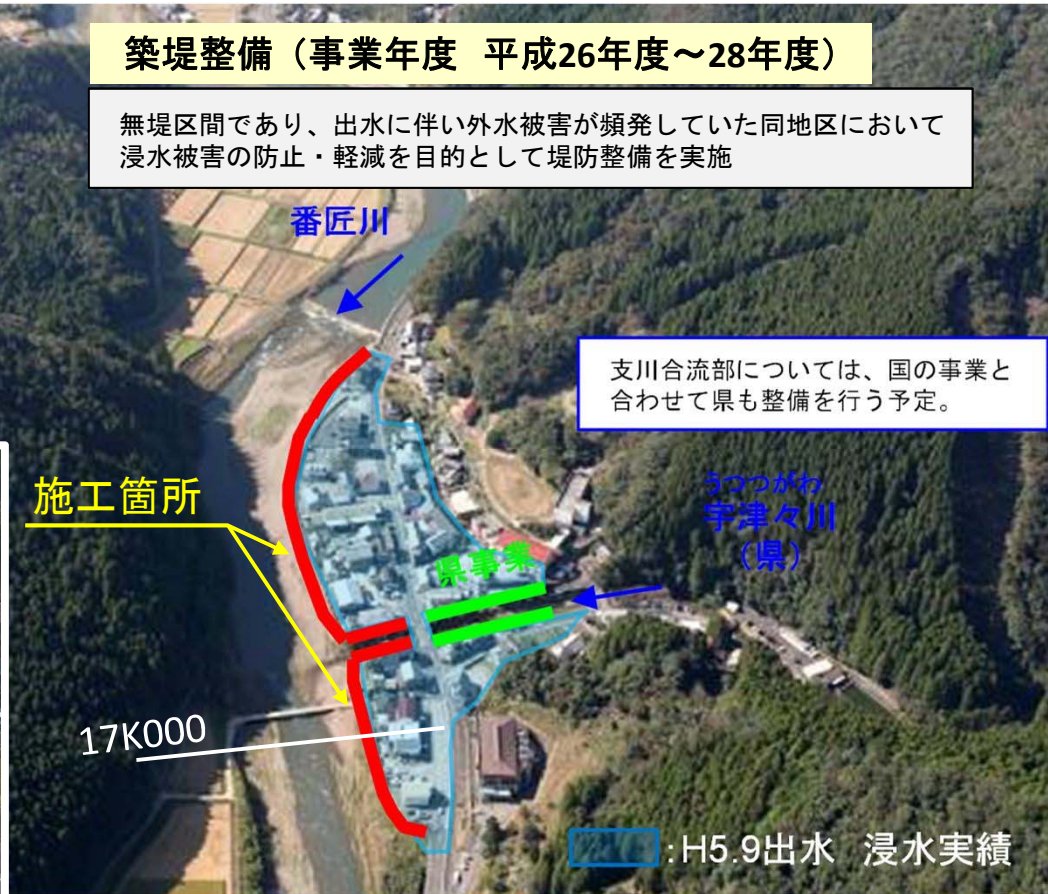 築堤整備（事業年度 平成26年度～28年度）
無堤区間であり、出水に伴い外水被害が頻発していた同地区において
浸水被害の防止・軽減を目的として堤防整備を実施
番匠川
支川合流部については、国の事業と
合わせて県も整備を行う予定。
施工箇所
うつつがわ
宇津々川
（県）
県事業
17K000
:H5.9出水 浸水実績